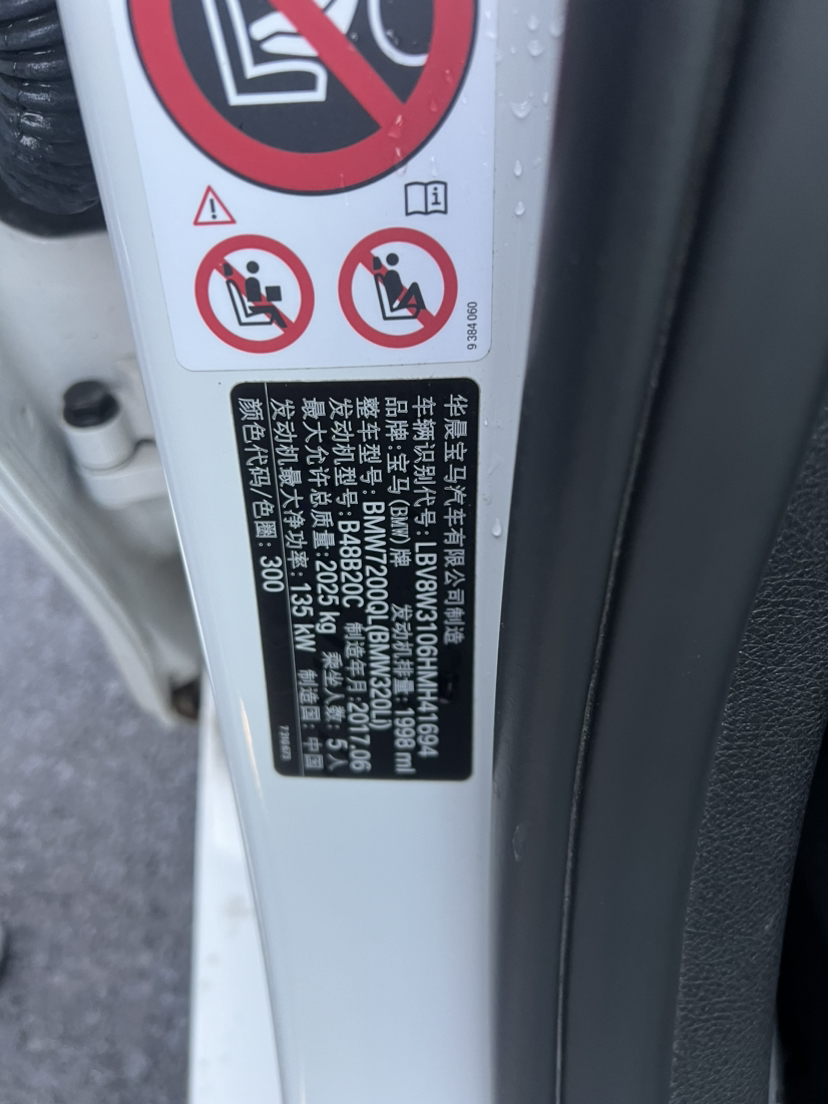 9 384 060
华晨宝马汽车有限公司制造
车辆识别代号:LBV8W3106HMH41694
品牌:宝马(BMW)牌 发动机排量:1998 ml
整车型号:BMW7200QL(BMW320Li)
发动机型号:B48B20C 制造年月:2017.06
最大允许总质量:2025 kg 乘坐人数:5人
发动机最大净功率:135 kW 制造国:中国
颜色代码/色圈:300